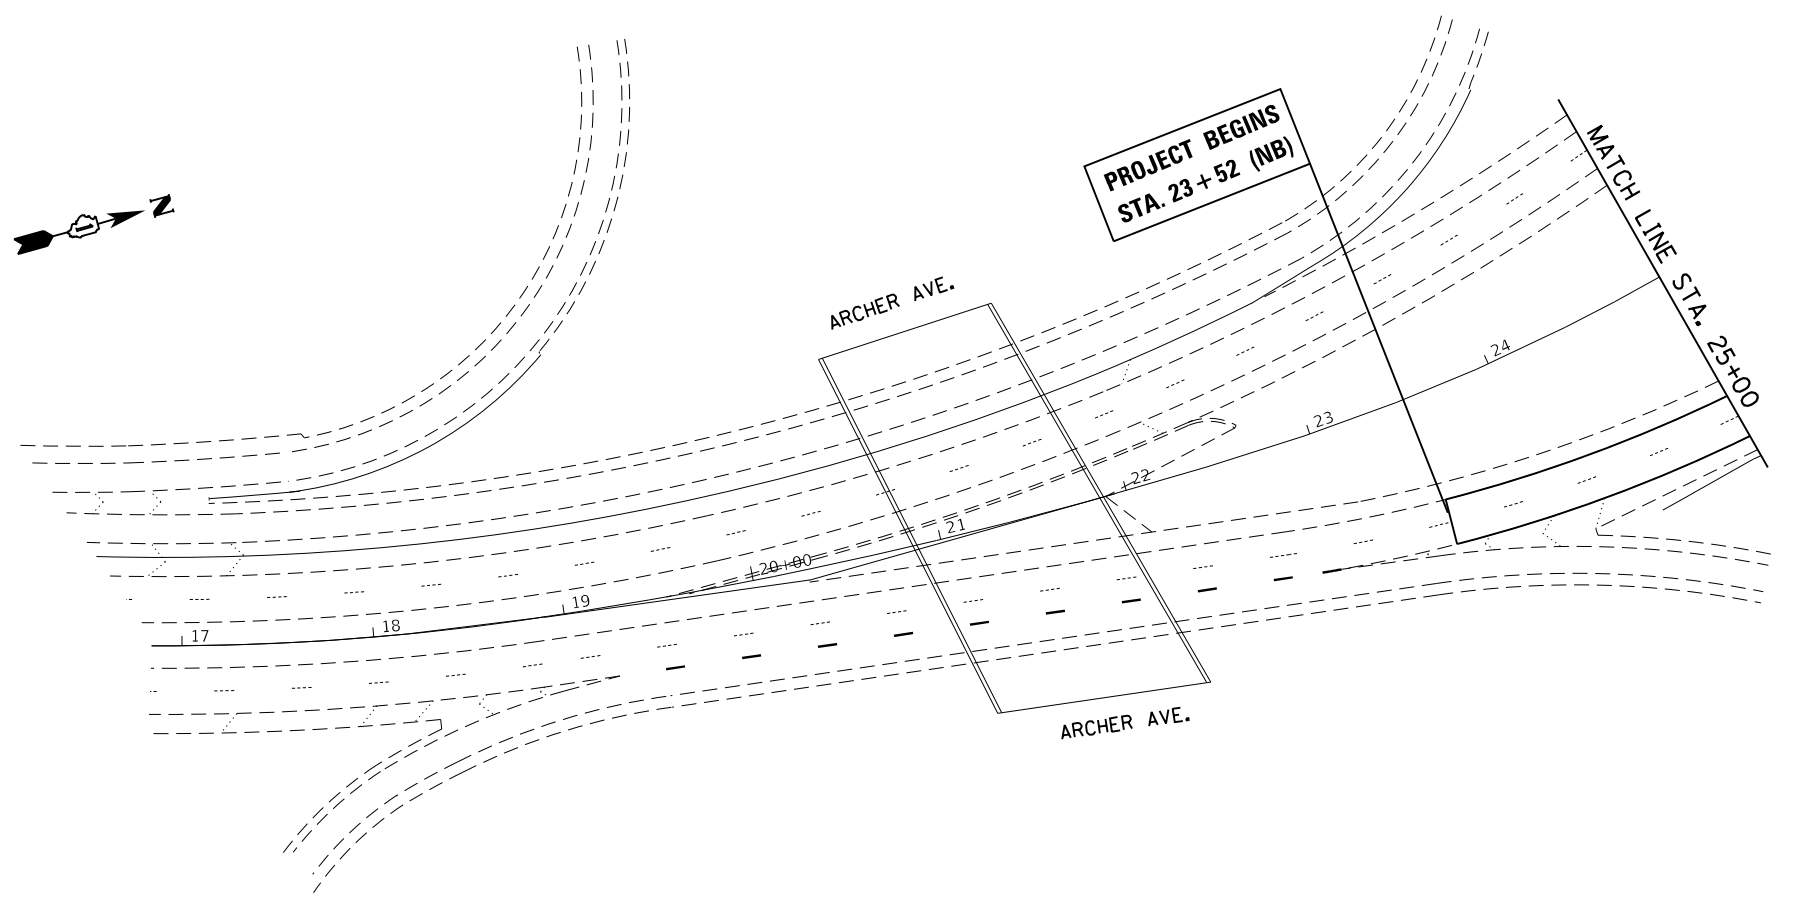 PROJECT BEGINS
STA. 23+52 (NB)
MATCH LINE STA. 25+00
N
ARCHER AVE.
24
23
22
21
20+00
19
18
17
ARCHER AVE.